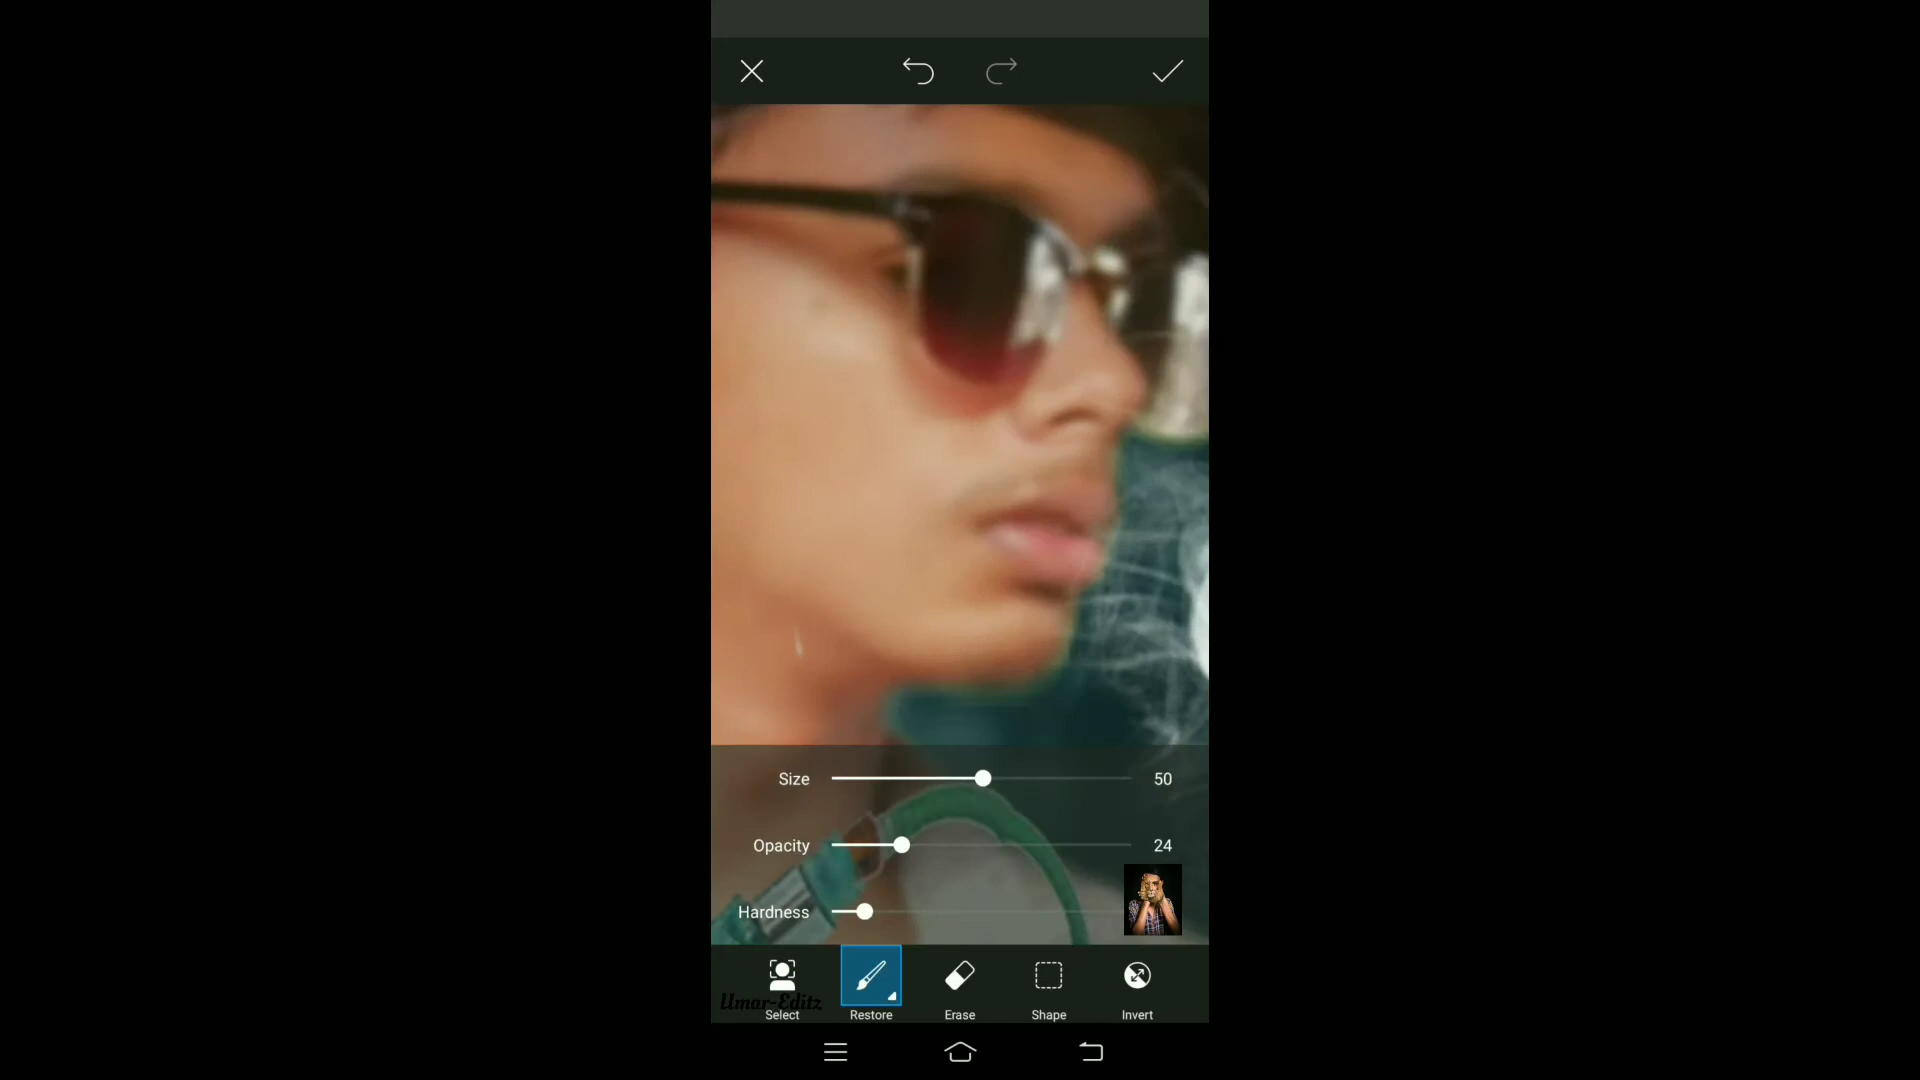 Size 50
Opacity 24
Hardness
Umar-Editz
Select Restore Erase Shape Invert